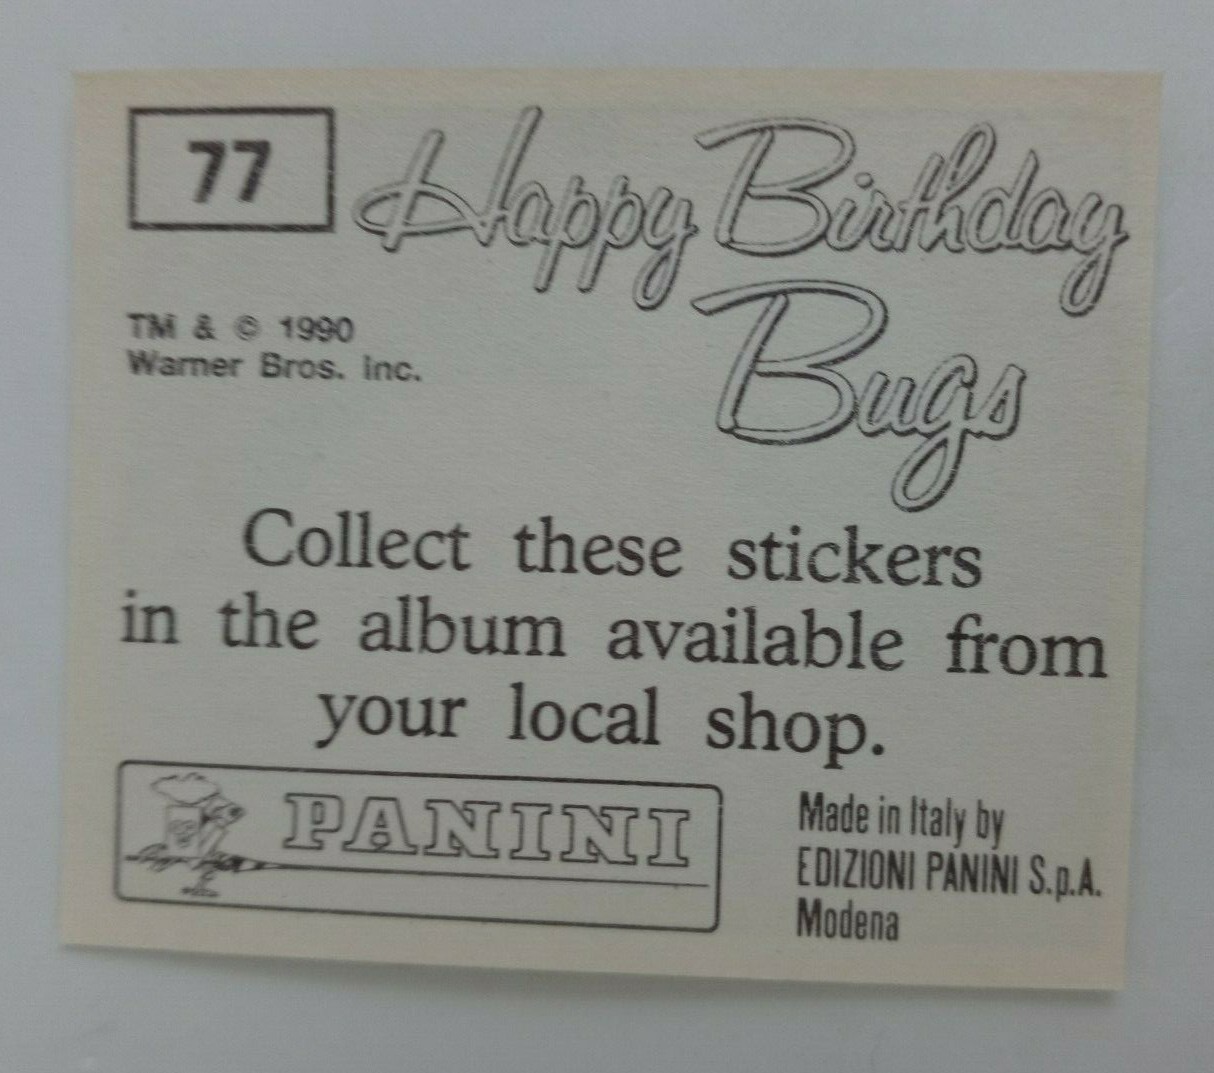 77
Happy Birthday
Bugs
TM & © 1990
Warner Bros. Inc.
Collect these stickers
in the album available from
your local shop.
PANINI
Made in Italy by
EDIZIONI PANINI S.p.A.
Modena